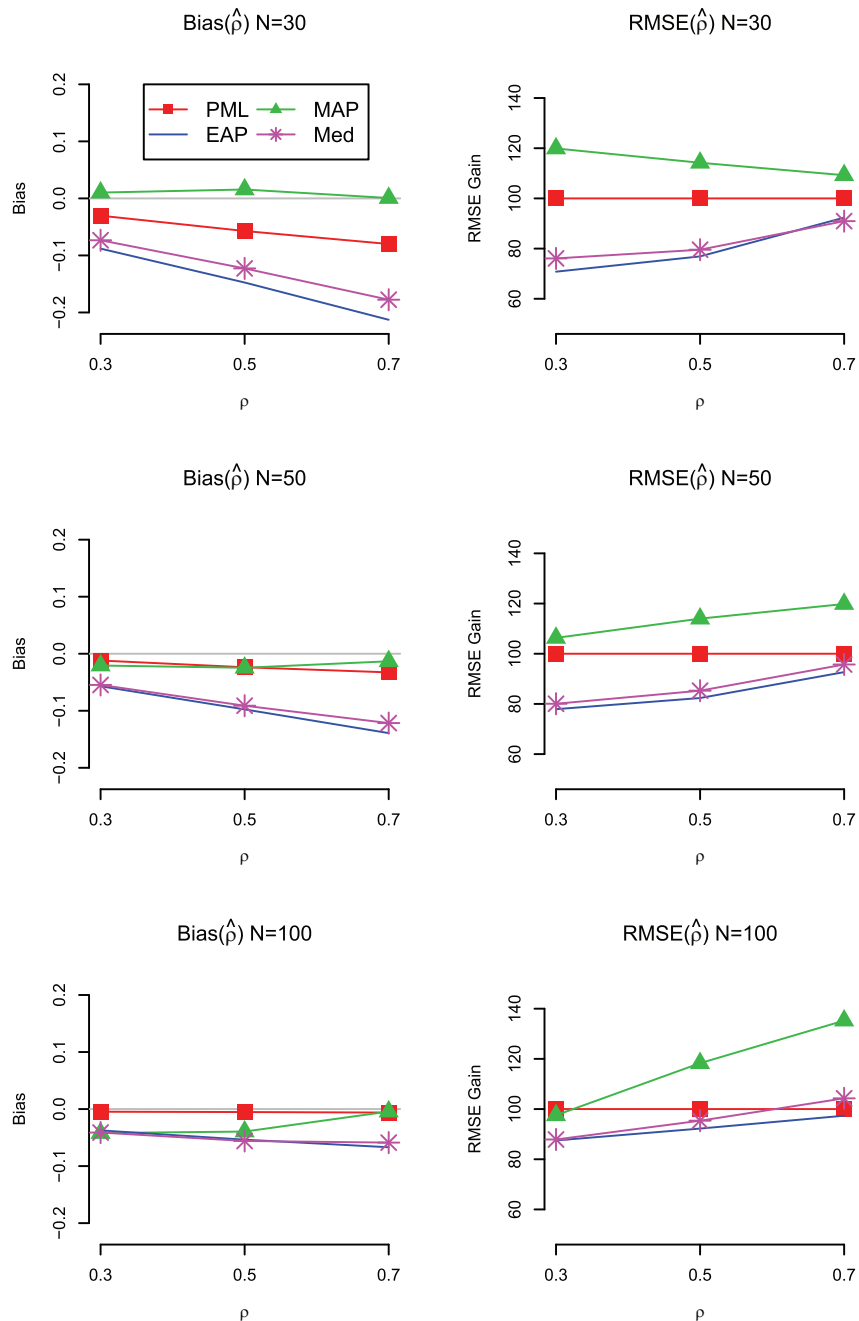 Bias(ρ̂) N=30
0.2
0.1
0.0
−0.1
−0.2
Bias
PML
MAP
EAP
Med
0.3 0.5 0.7
ρ
RMSE(ρ̂) N=30
140
120
100
80
60
RMSE Gain
0.3 0.5 0.7
ρ
Bias(ρ̂) N=50
0.2
0.1
0.0
−0.1
−0.2
Bias
0.3 0.5 0.7
ρ
RMSE(ρ̂) N=50
140
120
100
80
60
RMSE Gain
0.3 0.5 0.7
ρ
Bias(ρ̂) N=100
0.2
0.1
0.0
−0.1
−0.2
Bias
0.3 0.5 0.7
ρ
RMSE(ρ̂) N=100
140
120
100
80
60
RMSE Gain
0.3 0.5 0.7
ρ